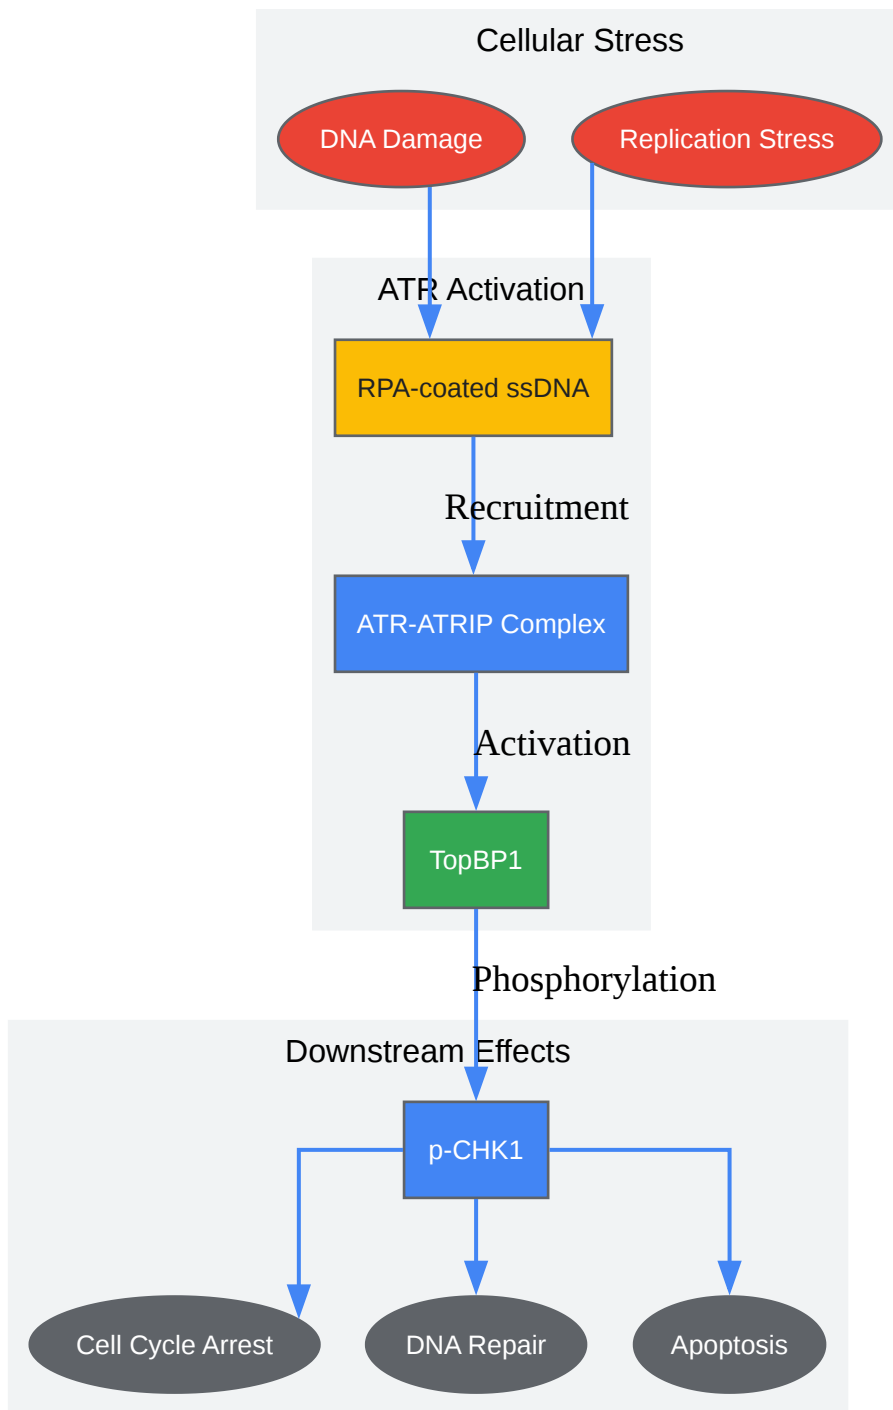 Cellular Stress
DNA Damage
Replication Stress
ATR Activation
RPA-coated ssDNA
Recruitment
ATR-ATRIP Complex
Activation
TopBP1
Phosphorylation
Downstream Effects
p-CHK1
Cell Cycle Arrest
DNA Repair
Apoptosis